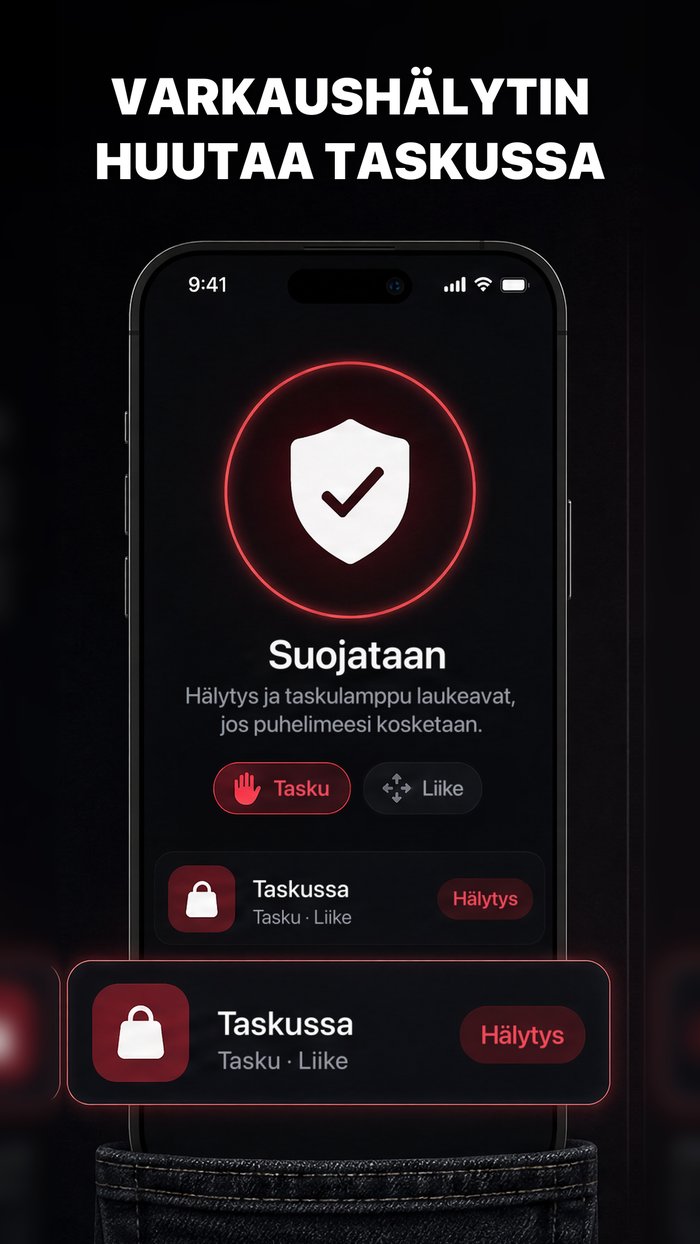 VARKAUSHÄLYTIN
HUUTAA TASKUSSA
9:41
Suojataan
Hälytys ja taskulamppu laukeavat,
jos puhelimeesi kosketaan.
Tasku
Liike
Taskussa
Tasku · Liike
Hälytys
Taskussa
Tasku · Liike
Hälytys